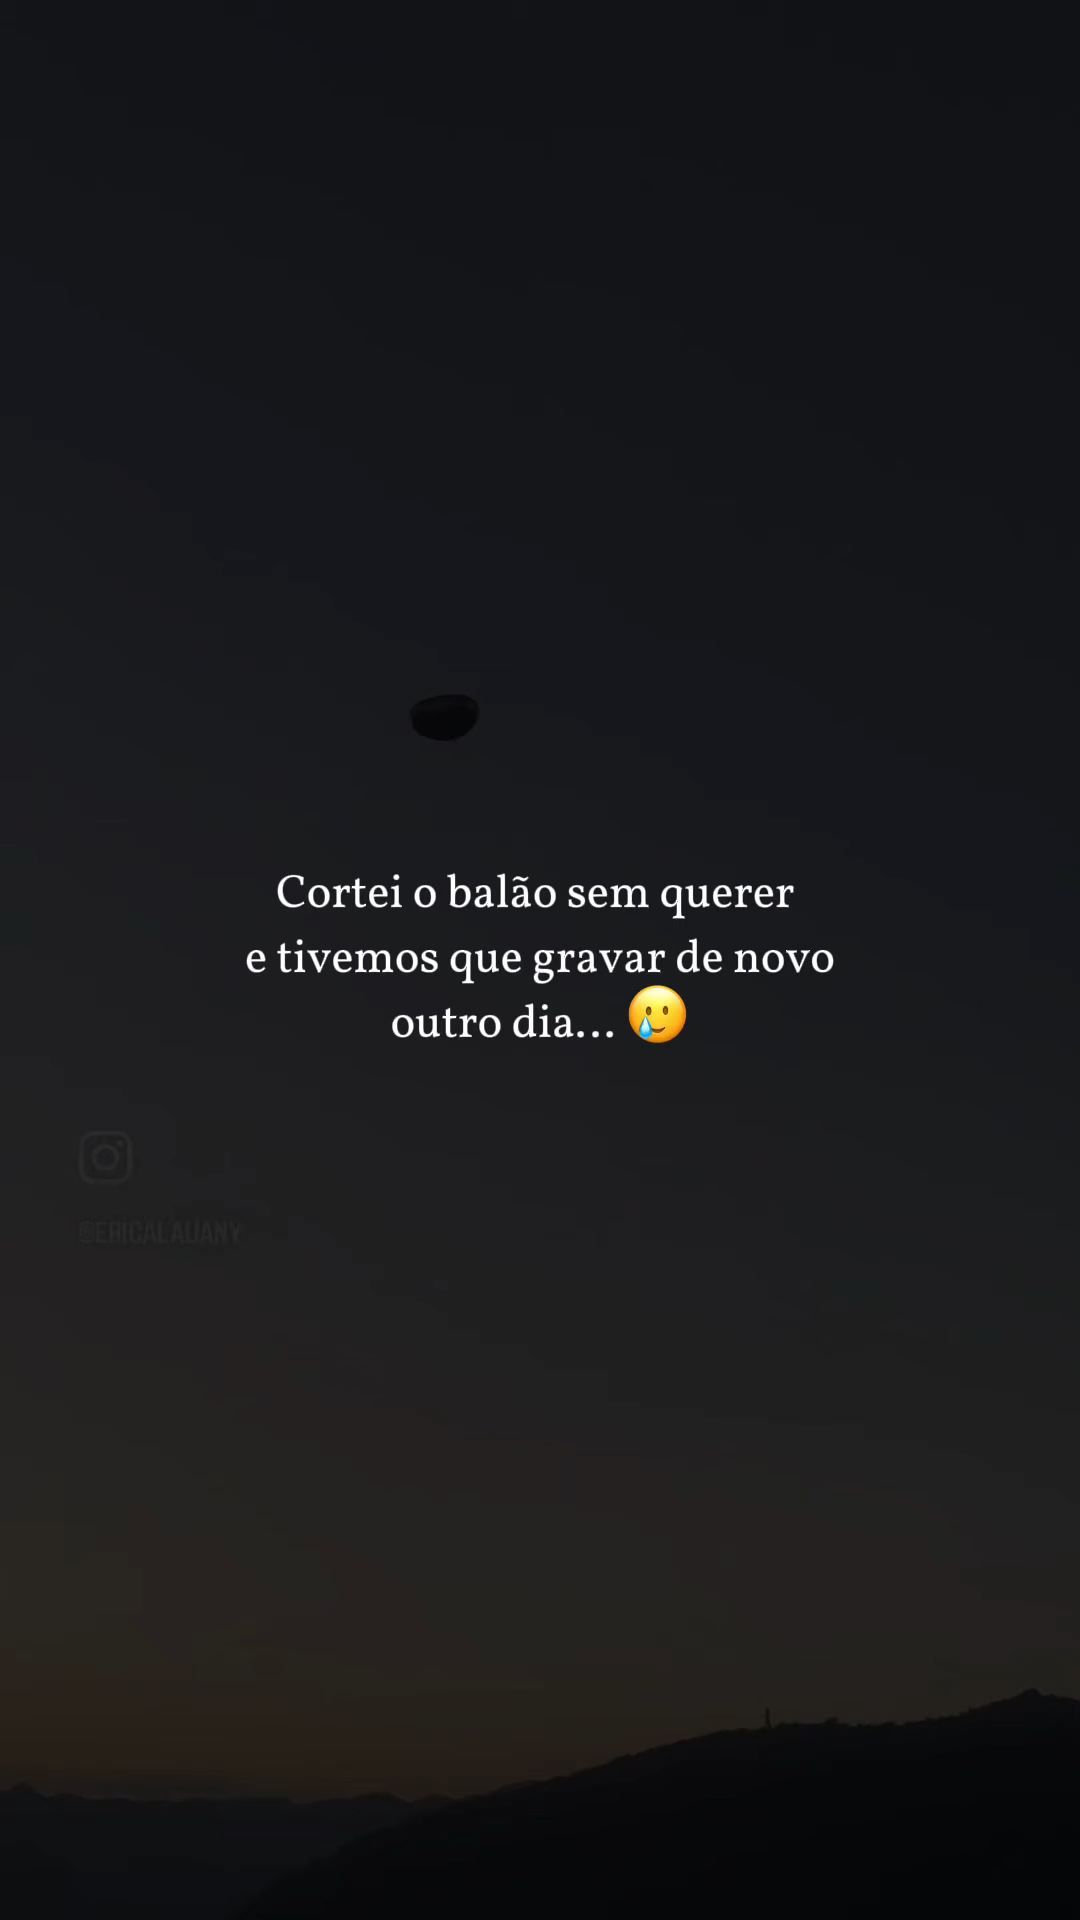 Cortei o balão sem querer
e tivemos que gravar de novo
outro dia... 🥲
@ERICALAUANY